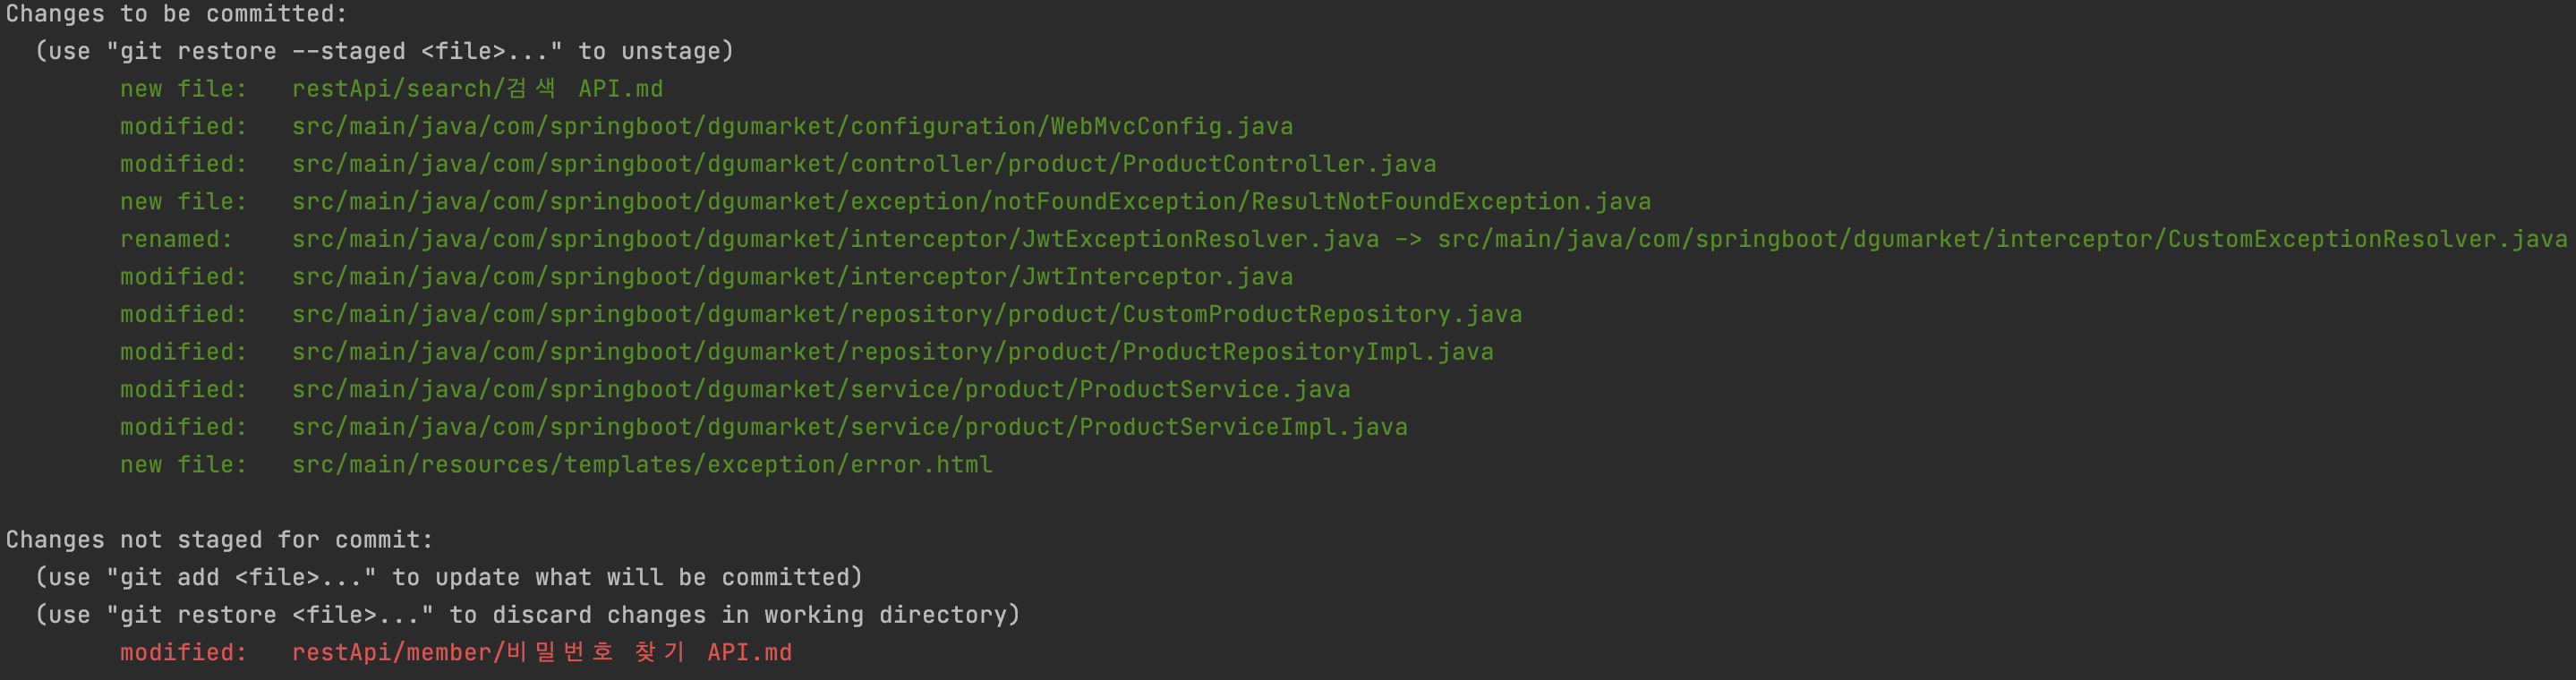 Changes to be committed:
  (use "git restore --staged <file>..." to unstage)
        new file:   restApi/search/검색 API.md
        modified:   src/main/java/com/springboot/dgumarket/configuration/WebMvcConfig.java
        modified:   src/main/java/com/springboot/dgumarket/controller/product/ProductController.java
        new file:   src/main/java/com/springboot/dgumarket/exception/notFoundException/ResultNotFoundException.java
        renamed:    src/main/java/com/springboot/dgumarket/interceptor/JwtExceptionResolver.java -> src/main/java/com/springboot/dgumarket/interceptor/CustomExceptionResolver.java
        modified:   src/main/java/com/springboot/dgumarket/interceptor/JwtInterceptor.java
        modified:   src/main/java/com/springboot/dgumarket/repository/product/CustomProductRepository.java
        modified:   src/main/java/com/springboot/dgumarket/repository/product/ProductRepositoryImpl.java
        modified:   src/main/java/com/springboot/dgumarket/service/product/ProductService.java
        modified:   src/main/java/com/springboot/dgumarket/service/product/ProductServiceImpl.java
        new file:   src/main/resources/templates/exception/error.html

Changes not staged for commit:
  (use "git add <file>..." to update what will be committed)
  (use "git restore <file>..." to discard changes in working directory)
        modified:   restApi/member/비밀번호 찾기 API.md